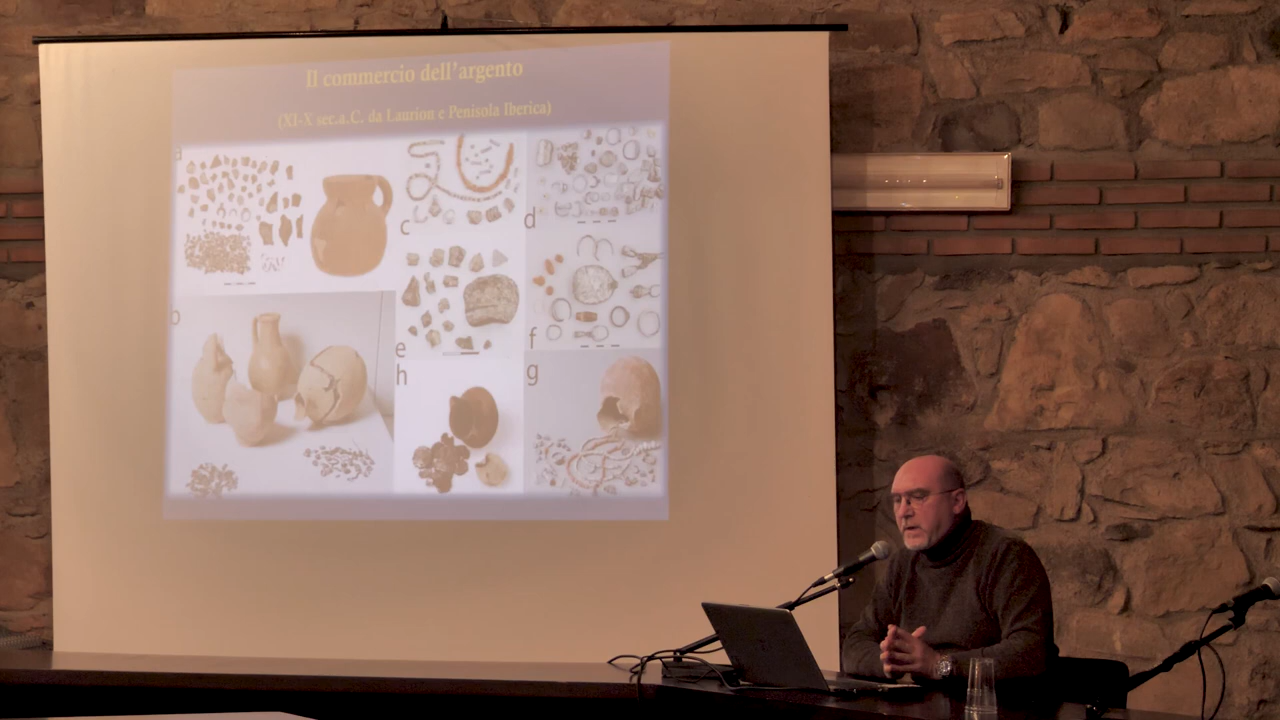 Il commercio dell'argento
(XI-X sec.a.C. da Laurion e Penisola Iberica)
a
c
d
b
e
f
h
g